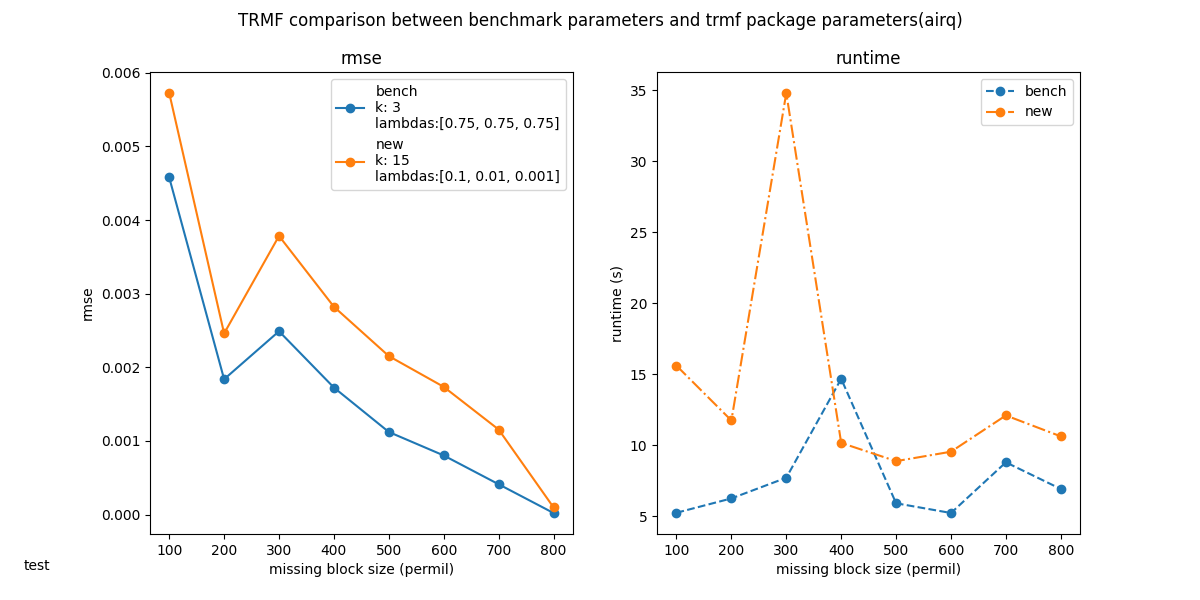 TRMF comparison between benchmark parameters and trmf package parameters(airq)
rmse
bench
k: 3
lambdas:[0.75, 0.75, 0.75]
new
k: 15
lambdas:[0.1, 0.01, 0.001]
rmse
0.006
0.005
0.004
0.003
0.002
0.001
0.000
100 200 300 400 500 600 700 800
missing block size (permil)
runtime
bench
new
runtime (s)
35
30
25
20
15
10
5
100 200 300 400 500 600 700 800
missing block size (permil)
test